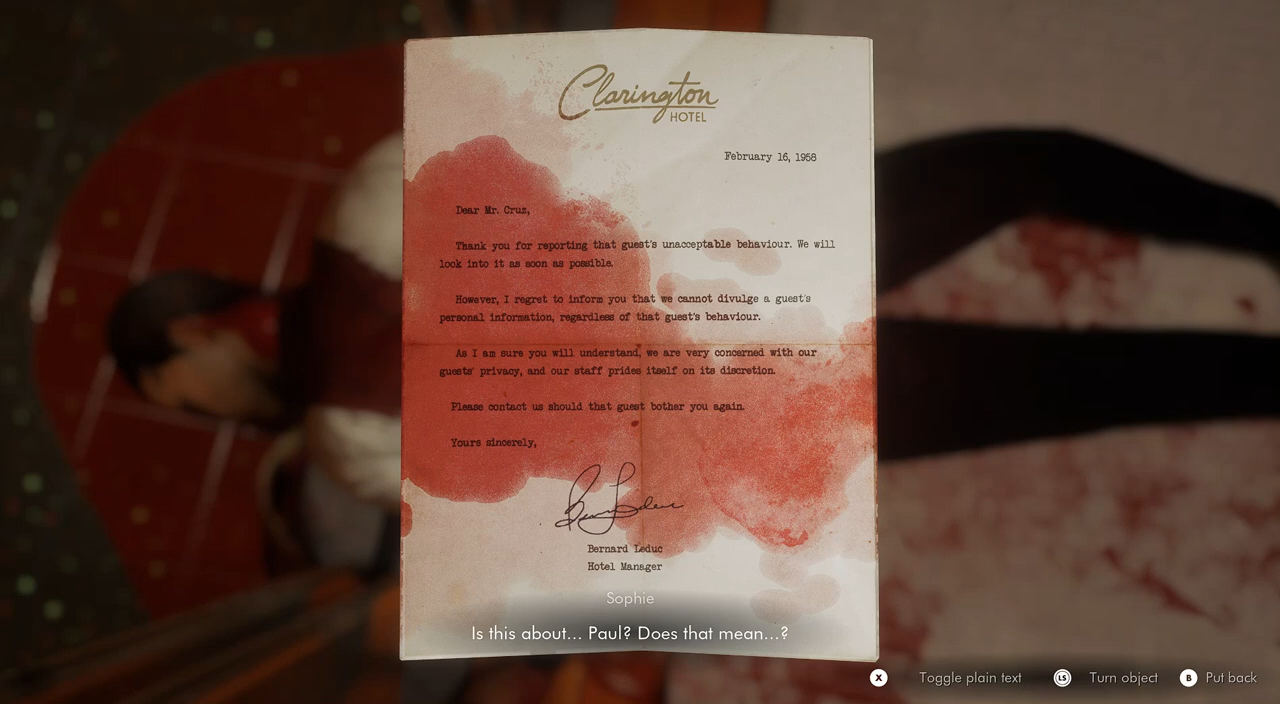 Clarington
HOTEL
February 16, 1958
Dear Mr. Cruz,
Thank you for reporting that guest's unacceptable behaviour. We will
look into it as soon as possible.
However, I regret to inform you that we cannot divulge a guest's
personal information, regardless of that guest's behaviour.
As I am sure you will understand, we are very concerned with our
guests' privacy, and our staff prides itself on its discretion.
Please contact us should that guest bother you again.
Yours sincerely,
Bernard Leduc
Hotel Manager
Sophie
Is this about... Paul? Does that mean...?
X Toggle plain text LS Turn object B Put back